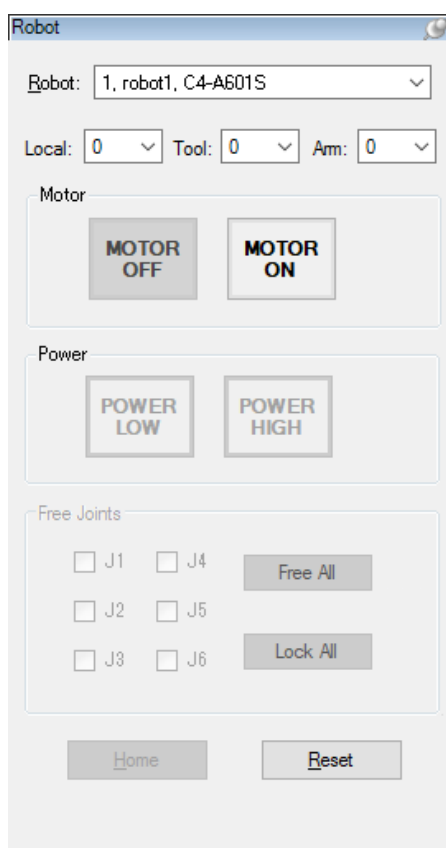 Robot
Robot: 1, robot1, C4-A601S
Local: 0 Tool: 0 Arm: 0
Motor
MOTOR OFF MOTOR ON
Power
POWER LOW POWER HIGH
Free Joints
J1 J4 Free All
J2 J5
J3 J6 Lock All
Home Reset